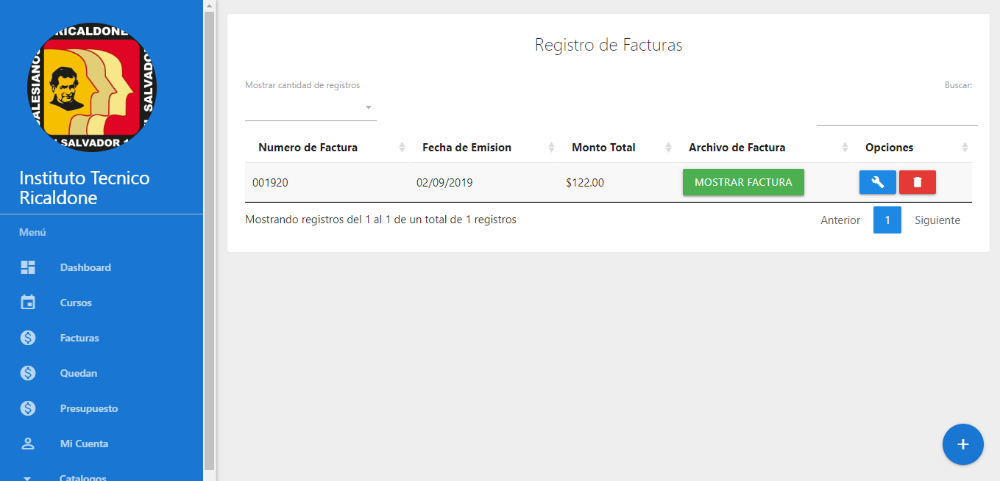 RICALDONE
SALESIANOS
SALVADOR
SALVADOR
Instituto Tecnico
Ricaldone
Menú
Dashboard
Cursos
Facturas
Quedan
Presupuesto
Mi Cuenta
Catalogos
Registro de Facturas
Mostrar cantidad de registros
Buscar:
Numero de Factura Fecha de Emision Monto Total Archivo de Factura Opciones
001920 02/09/2019 $122.00 MOSTRAR FACTURA
Mostrando registros del 1 al 1 de un total de 1 registros
Anterior 1 Siguiente